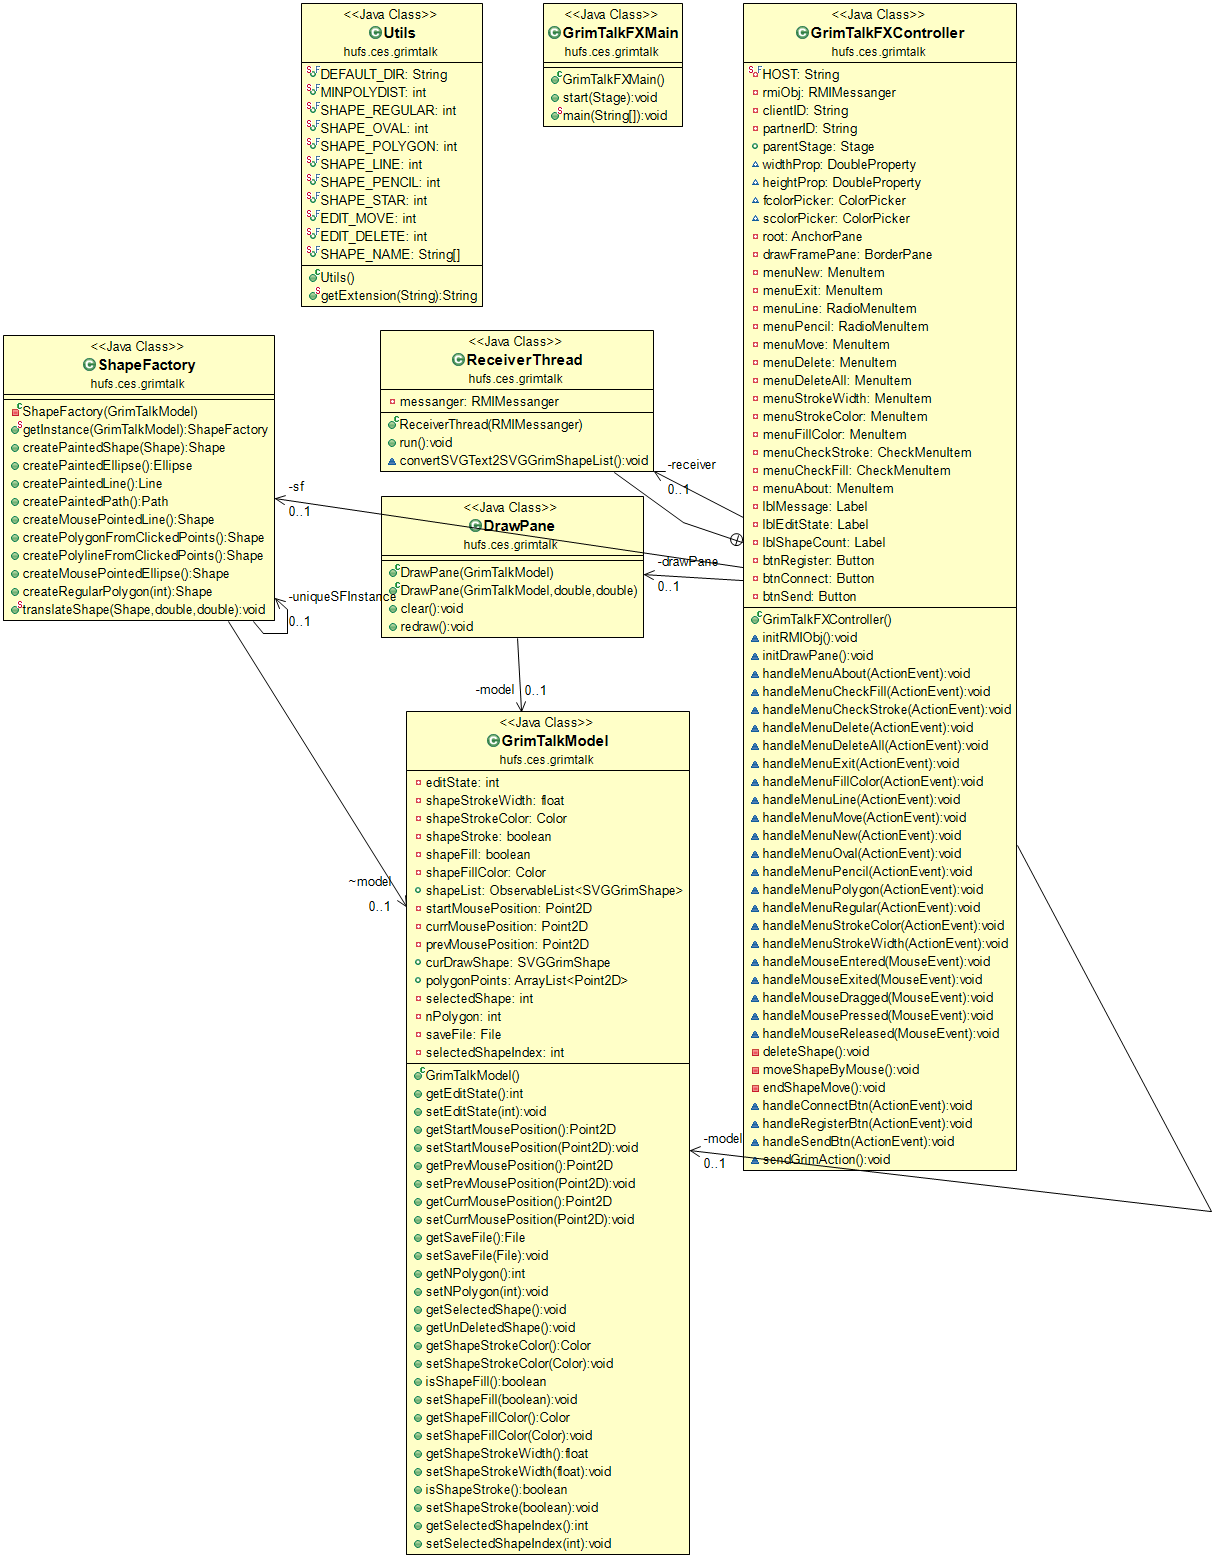 <<Java Class>>
Utils
hufs.ces.grimtalk
DEFAULT_DIR: String
MINPOLYDIST: int
SHAPE_REGULAR: int
SHAPE_OVAL: int
SHAPE_POLYGON: int
SHAPE_LINE: int
SHAPE_PENCIL: int
SHAPE_STAR: int
EDIT_MOVE: int
EDIT_DELETE: int
SHAPE_NAME: String[]
Utils()
getExtension(String):String
<<Java Class>>
GrimTalkFXMain
hufs.ces.grimtalk
GrimTalkFXMain()
start(Stage):void
main(String[]):void
<<Java Class>>
GrimTalkFXController
hufs.ces.grimtalk
HOST: String
rmiObj: RMIMessanger
clientID: String
partnerID: String
parentStage: Stage
widthProp: DoubleProperty
heightProp: DoubleProperty
fcolorPicker: ColorPicker
scolorPicker: ColorPicker
root: AnchorPane
drawFramePane: BorderPane
menuNew: MenuItem
menuExit: MenuItem
menuLine: RadioMenuItem
menuPencil: RadioMenuItem
menuMove: MenuItem
menuDelete: MenuItem
menuDeleteAll: MenuItem
menuStrokeWidth: MenuItem
menuStrokeColor: MenuItem
menuFillColor: MenuItem
menuCheckStroke: CheckMenuItem
menuCheckFill: CheckMenuItem
menuAbout: MenuItem
lblMessage: Label
lblEditState: Label
lblShapeCount: Label
btnRegister: Button
btnConnect: Button
btnSend: Button
GrimTalkFXController()
initRMIObj():void
initDrawPane():void
handleMenuAbout(ActionEvent):void
handleMenuCheckFill(ActionEvent):void
handleMenuCheckStroke(ActionEvent):void
handleMenuDelete(ActionEvent):void
handleMenuDeleteAll(ActionEvent):void
handleMenuExit(ActionEvent):void
handleMenuFillColor(ActionEvent):void
handleMenuLine(ActionEvent):void
handleMenuMove(ActionEvent):void
handleMenuNew(ActionEvent):void
handleMenuOval(ActionEvent):void
handleMenuPencil(ActionEvent):void
handleMenuPolygon(ActionEvent):void
handleMenuRegular(ActionEvent):void
handleMenuStrokeColor(ActionEvent):void
handleMenuStrokeWidth(ActionEvent):void
handleMouseEntered(MouseEvent):void
handleMouseExited(MouseEvent):void
handleMouseDragged(MouseEvent):void
handleMousePressed(MouseEvent):void
handleMouseReleased(MouseEvent):void
deleteShape():void
moveShapeByMouse():void
endShapeMove():void
handleConnectBtn(ActionEvent):void
handleRegisterBtn(ActionEvent):void
handleSendBtn(ActionEvent):void
sendGrimAction():void
<<Java Class>>
ShapeFactory
hufs.ces.grimtalk
ShapeFactory(GrimTalkModel)
getInstance(GrimTalkModel):ShapeFactory
createPaintedShape(Shape):Shape
createPaintedEllipse():Ellipse
createPaintedLine():Line
createPaintedPath():Path
createMousePointedLine():Shape
createPolygonFromClickedPoints():Shape
createPolylineFromClickedPoints():Shape
createMousePointedEllipse():Shape
createRegularPolygon(int):Shape
translateShape(Shape,double,double):void
<<Java Class>>
ReceiverThread
hufs.ces.grimtalk
messanger: RMIMessanger
ReceiverThread(RMIMessanger)
run():void
convertSVGText2SVGGrimShapeList():void
-receiver
0..1
-sf
0..1
<<Java Class>>
DrawPane
hufs.ces.grimtalk
DrawPane(GrimTalkModel)
DrawPane(GrimTalkModel,double,double)
clear():void
redraw():void
-drawPane
0..1
-uniqueSFInstance
0..1
-model
0..1
<<Java Class>>
GrimTalkModel
hufs.ces.grimtalk
editState: int
shapeStrokeWidth: float
shapeStrokeColor: Color
shapeStroke: boolean
shapeFill: boolean
shapeFillColor: Color
shapeList: ObservableList<SVGGrimShape>
startMousePosition: Point2D
currMousePosition: Point2D
prevMousePosition: Point2D
curDrawShape: SVGGrimShape
polygonPoints: ArrayList<Point2D>
selectedShape: int
nPolygon: int
saveFile: File
selectedShapeIndex: int
GrimTalkModel()
getEditState():int
setEditState(int):void
getStartMousePosition():Point2D
setStartMousePosition(Point2D):void
getPrevMousePosition():Point2D
setPrevMousePosition(Point2D):void
getCurrMousePosition():Point2D
setCurrMousePosition(Point2D):void
getSaveFile():File
setSaveFile(File):void
getNPolygon():int
setNPolygon(int):void
getSelectedShape():void
getUnDeletedShape():void
getShapeStrokeColor():Color
setShapeStrokeColor(Color):void
isShapeFill():boolean
setShapeFill(boolean):void
getShapeFillColor():Color
setShapeFillColor(Color):void
getShapeStrokeWidth():float
setShapeStrokeWidth(float):void
isShapeStroke():boolean
setShapeStroke(boolean):void
getSelectedShapeIndex():int
setSelectedShapeIndex(int):void
~model
0..1
-model
0..1